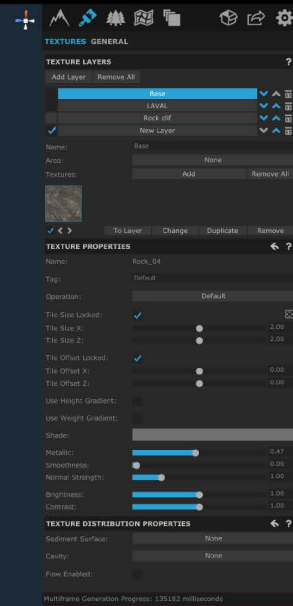 TEXTURES GENERAL
TEXTURE LAYERS ?
Add Layer Remove All
Base
LAVAL
Rock clif
New Layer
Name: Base
Area: None
Textures: Add Remove All
To Layer Change Duplicate Remove
TEXTURE PROPERTIES ?
Name: Rock_04
Tag: Default
Operation: Default
Tile Size Locked:
Tile Size X: 2.00
Tile Size Z: 2.00
Tile Offset Locked:
Tile Offset X: 0.00
Tile Offset Z: 0.00
Use Height Gradient:
Use Weight Gradient:
Shade:
Metallic: 0.47
Smoothness: 0.00
Normal Strength: 1.00
Brightness: 1.00
Contrast: 1.00
TEXTURE DISTRIBUTION PROPERTIES ?
Sediment Surface: None
Cavity: None
Flow Enabled:
Multiframe Generation Progress: 135182 milliseconds